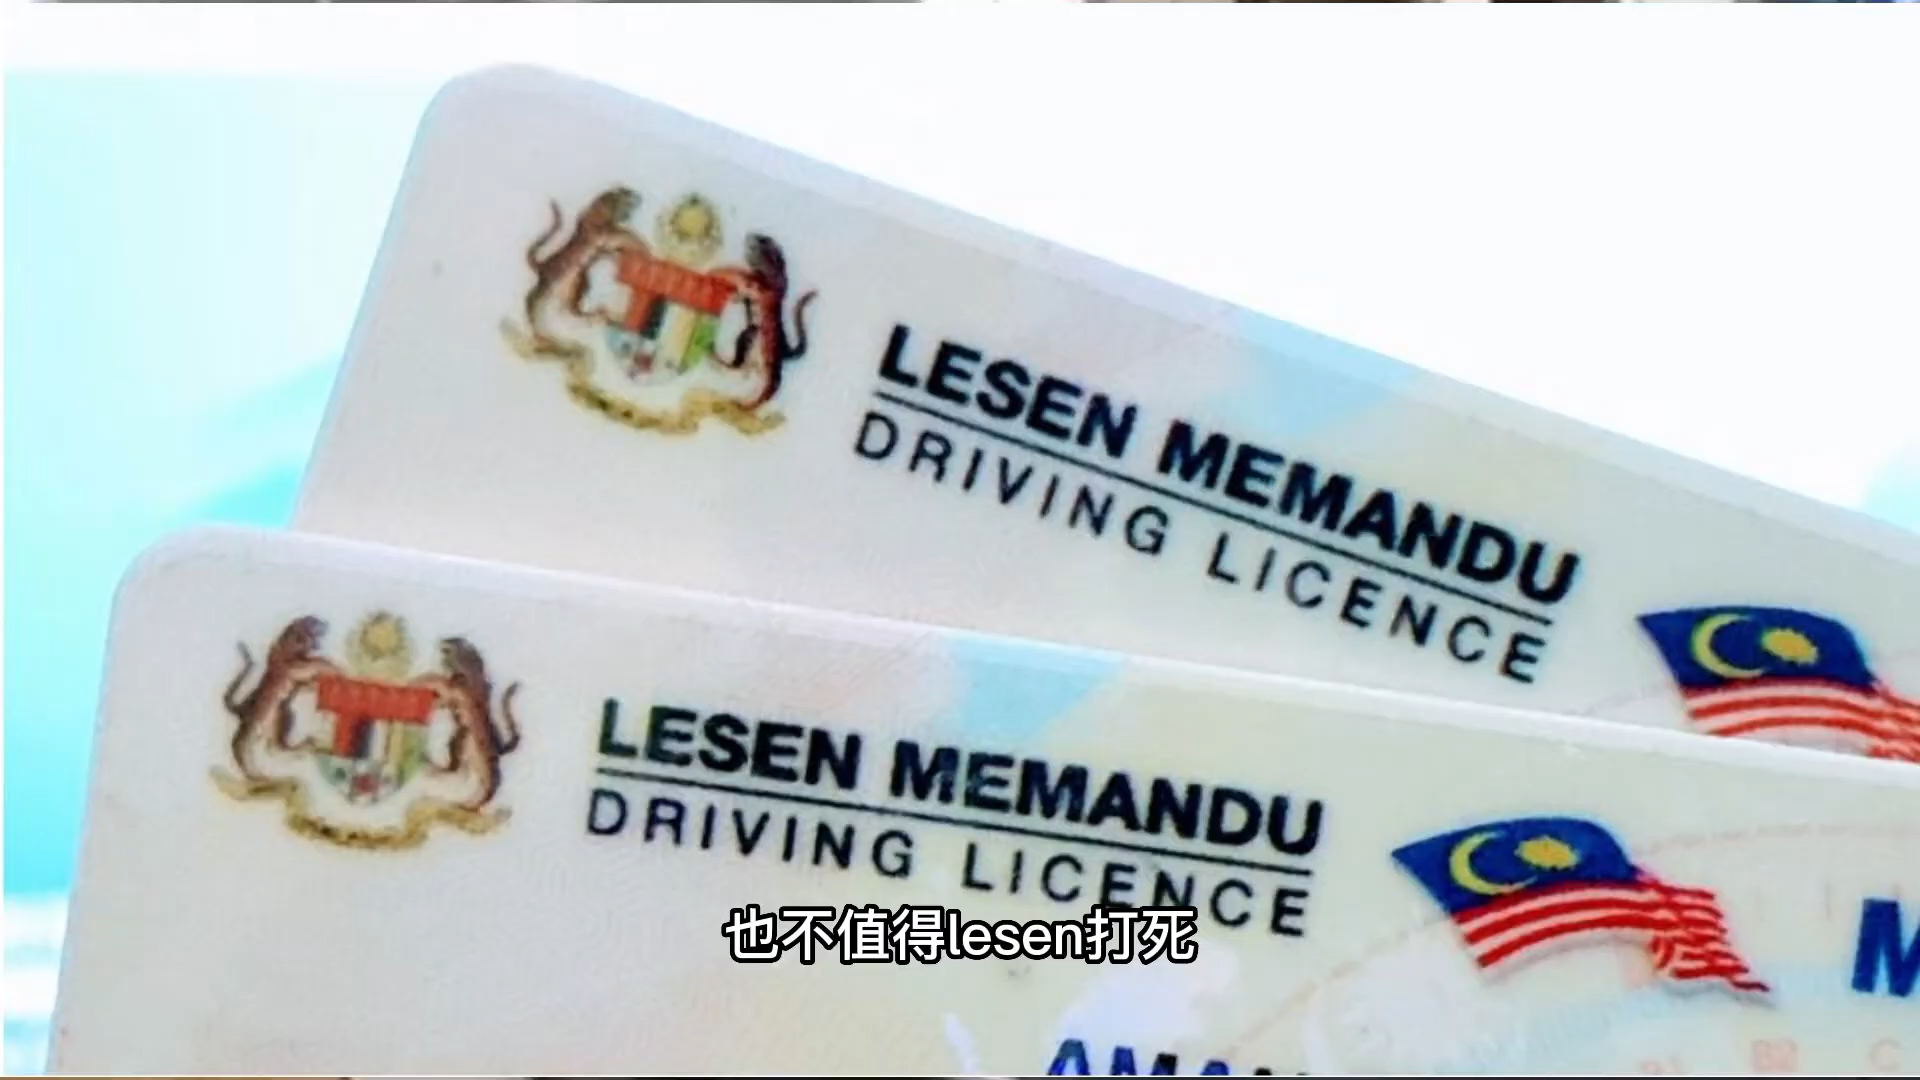 LESEN MEMANDU
DRIVING LICENCE
LESEN MEMANDU
DRIVING LICENCE
也不值得lesen打死
B2
C